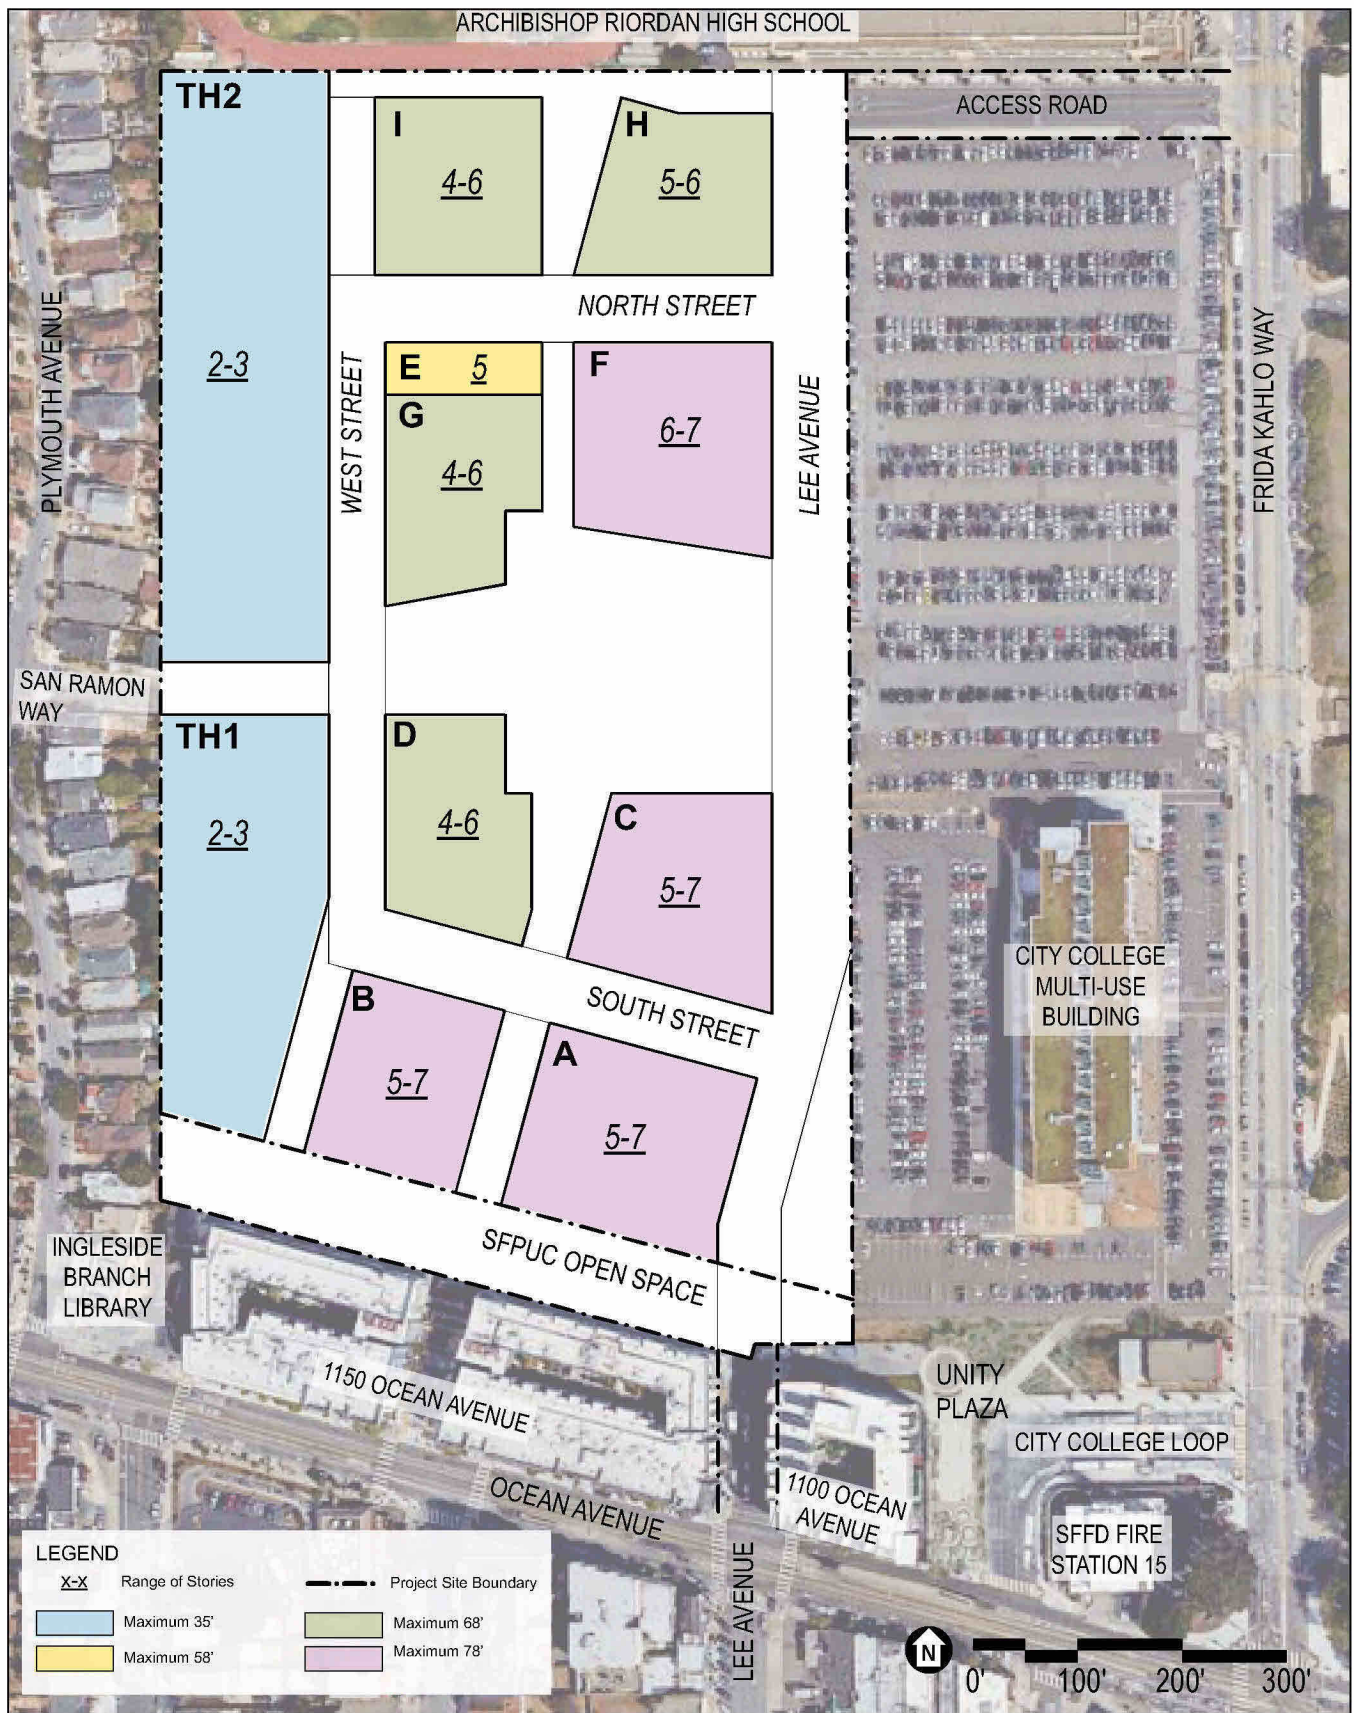 ARCHIBISHOP RIORDAN HIGH SCHOOL
TH2
I
H
ACCESS ROAD
4-6
5-6
NORTH STREET
PLYMOUTH AVENUE
2-3
WEST STREET
E 5
F
LEE AVENUE
FRIDA KAHLO WAY
G
6-7
4-6
SAN RAMON
WAY
TH1
D
2-3
4-6
C
5-7
CITY COLLEGE
MULTI-USE
BUILDING
B
SOUTH STREET
A
5-7
5-7
SFPUC OPEN SPACE
INGLESIDE
BRANCH
LIBRARY
1150 OCEAN AVENUE
UNITY
PLAZA
CITY COLLEGE LOOP
OCEAN AVENUE
1100 OCEAN
AVENUE
SFFD FIRE
STATION 15
LEE AVENUE
LEGEND
X-X Range of Stories
Project Site Boundary
Maximum 35'
Maximum 68'
Maximum 58'
Maximum 78'
N
0' 100' 200' 300'